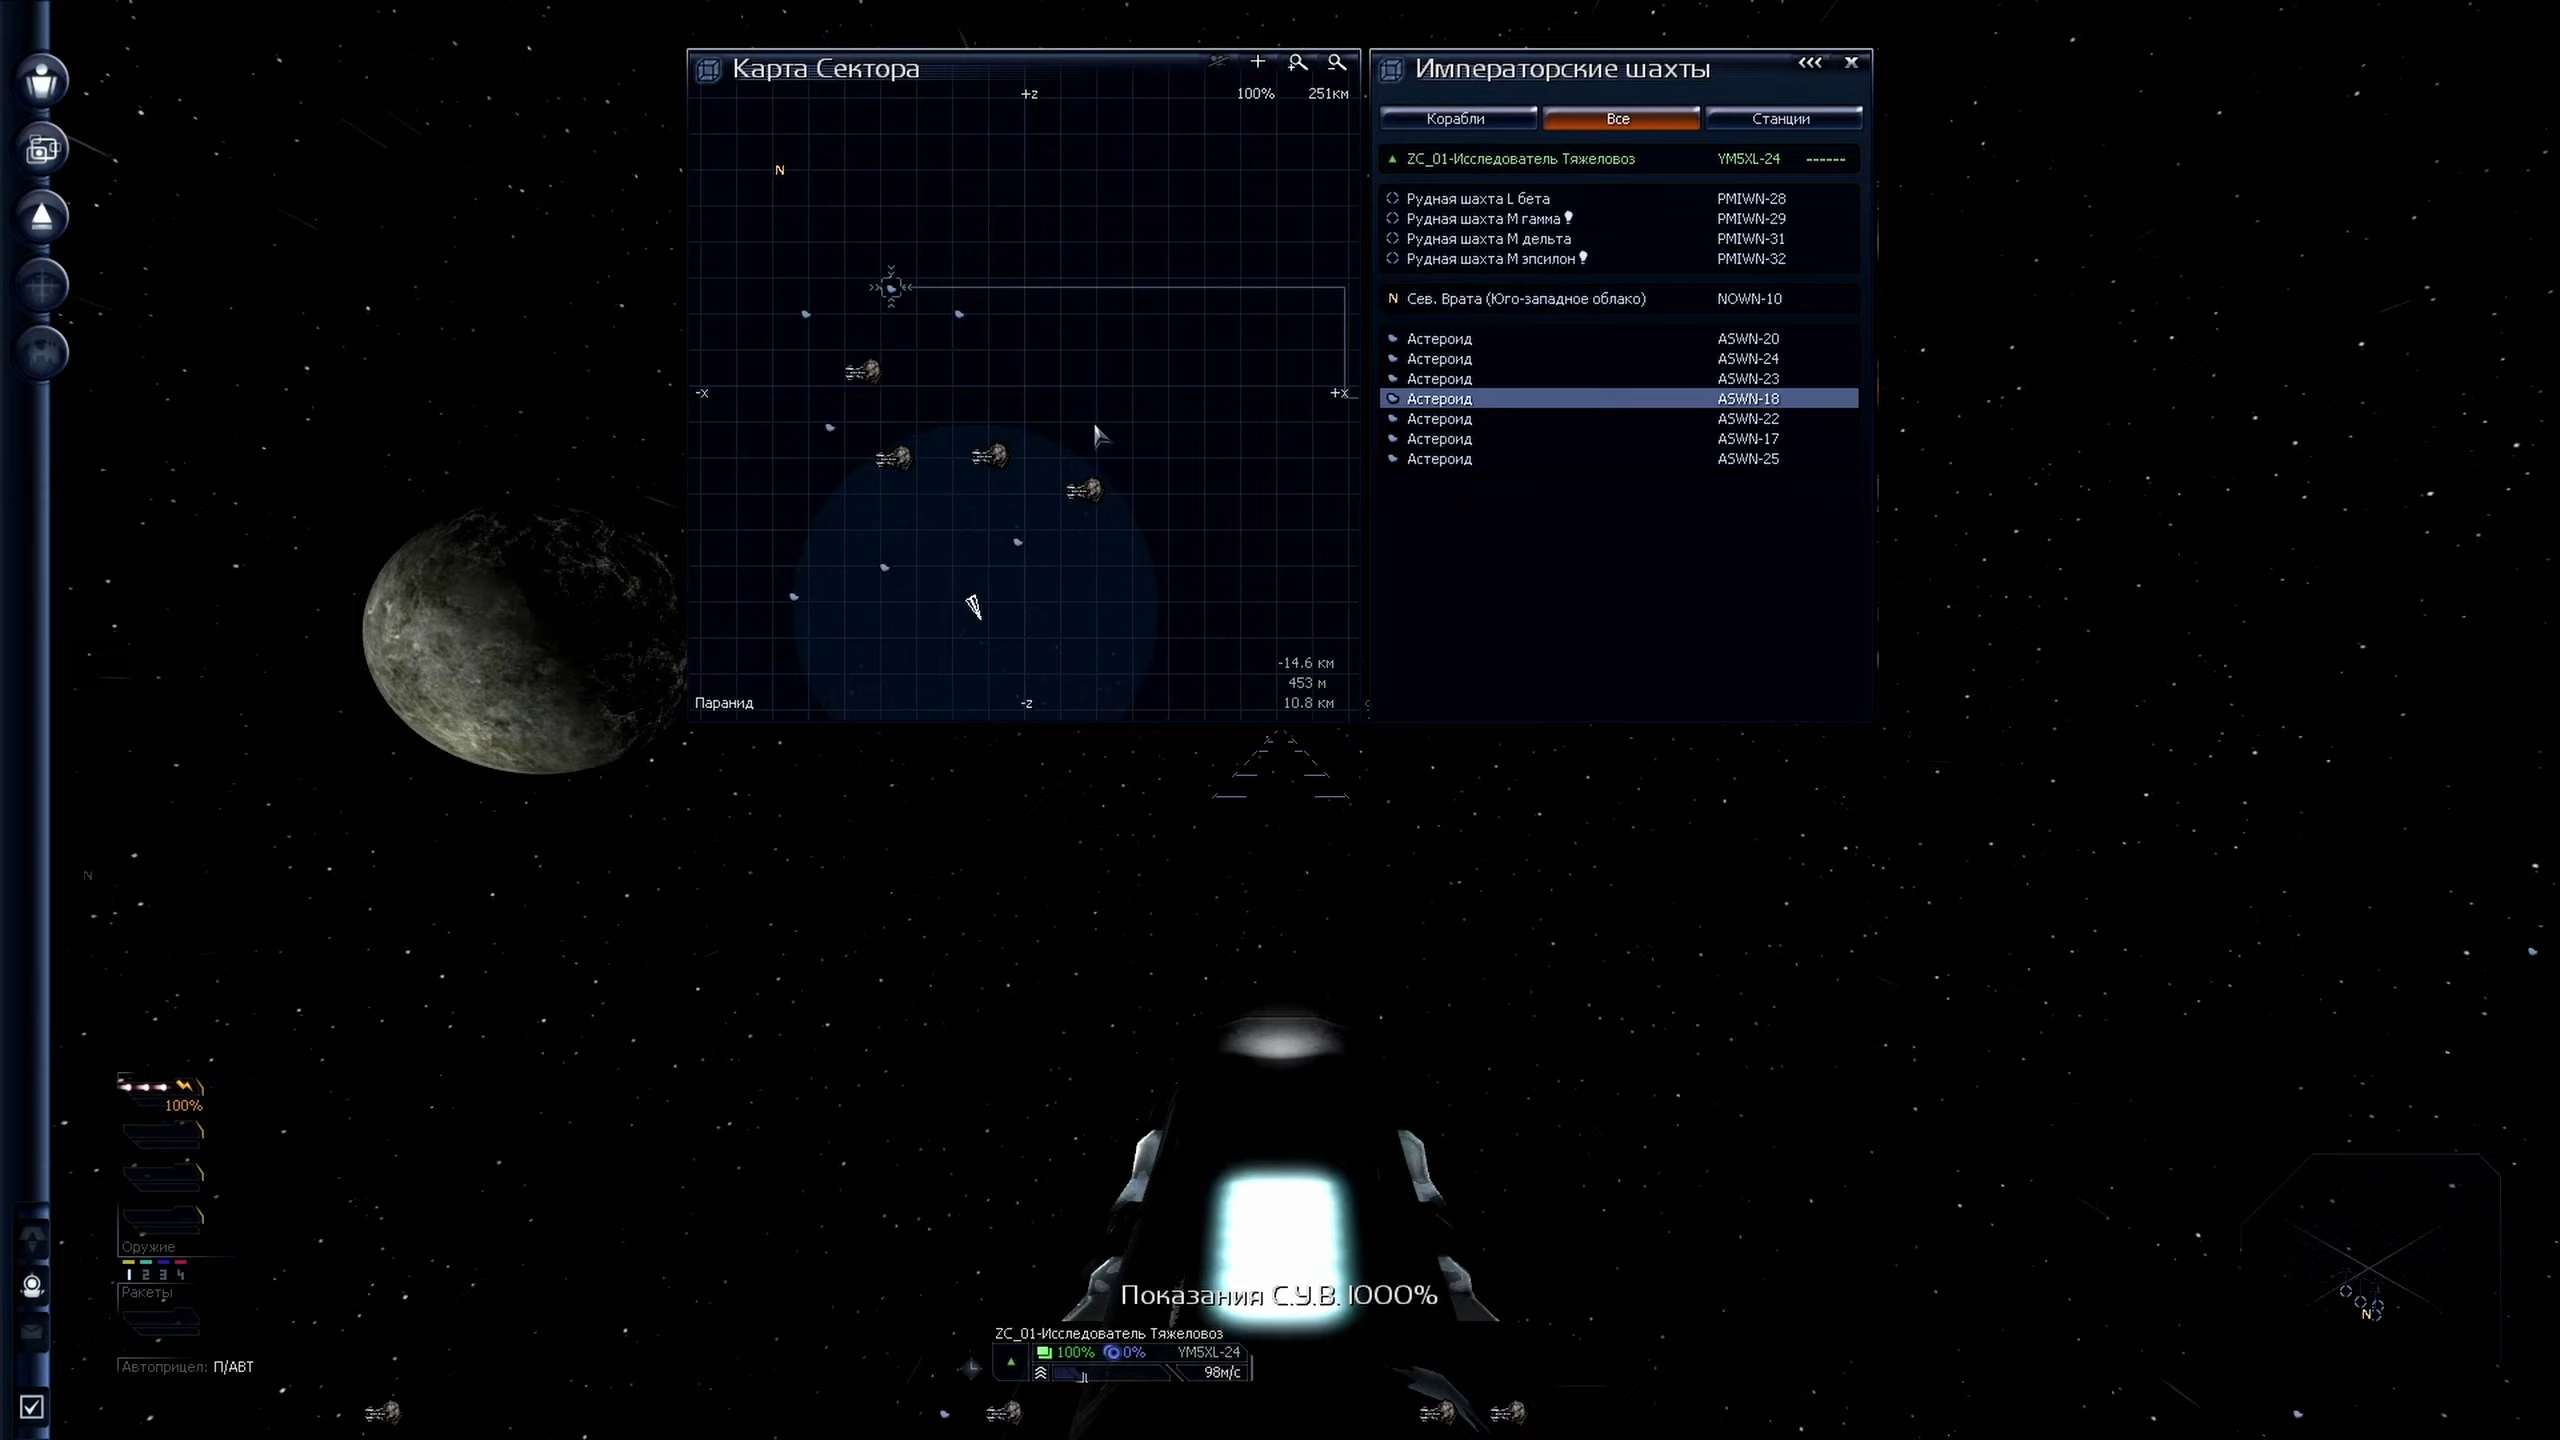 Карта Сектора
+z
100% 251км
N
-x
+x
-14.6 км
453 м
10.8 км
Паранид
-z
Императорские шахты
Корабли Все Станции
ZC_01-Исследователь Тяжеловоз YM5XL-24 ------
Рудная шахта L бета PMIWN-28
Рудная шахта M гамма PMIWN-29
Рудная шахта M дельта PMIWN-31
Рудная шахта M эпсилон PMIWN-32
N Сев. Врата (Юго-западное облако) NOWN-10
Астероид ASWN-20
Астероид ASWN-24
Астероид ASWN-23
Астероид ASWN-18
Астероид ASWN-22
Астероид ASWN-17
Астероид ASWN-25
N
100%
Оружие
1 2 3 4
Ракеты
Автоприцел: П/АВТ
Показания С.У.В. 1000%
ZC_01-Исследователь Тяжеловоз
100% 0% YM5XL-24
98м/с
N